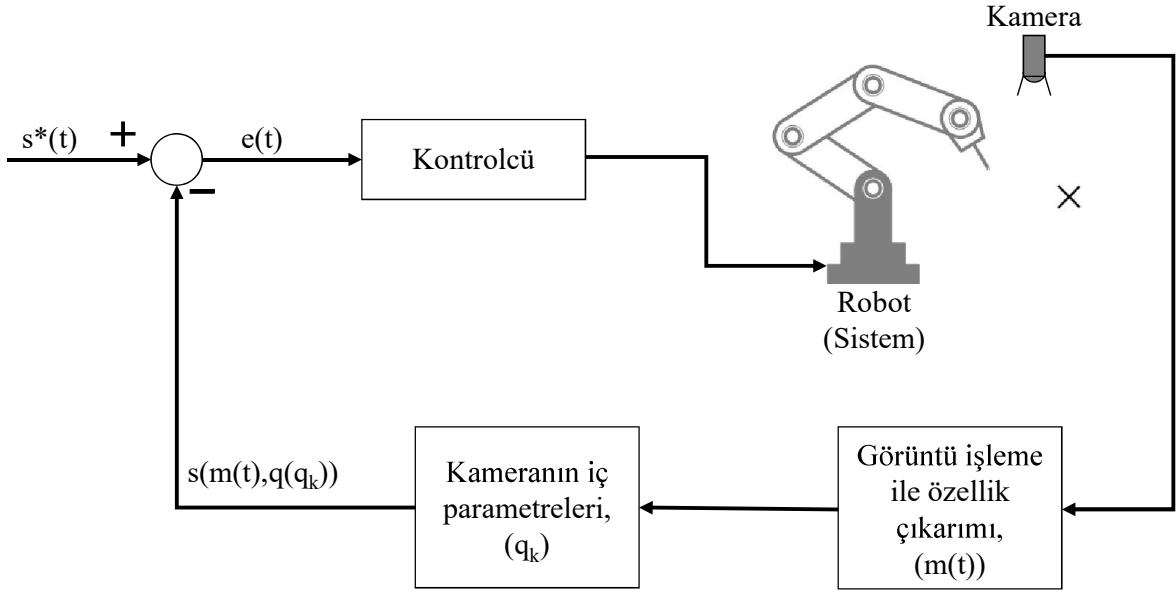 Kamera
s*(t)
+
e(t)
Kontrolcü
−
×
Robot
(Sistem)
s(m(t),q(qₖ))
Kameranın iç
parametreleri,
(qₖ)
Görüntü işleme
ile özellik
çıkarımı,
(m(t))